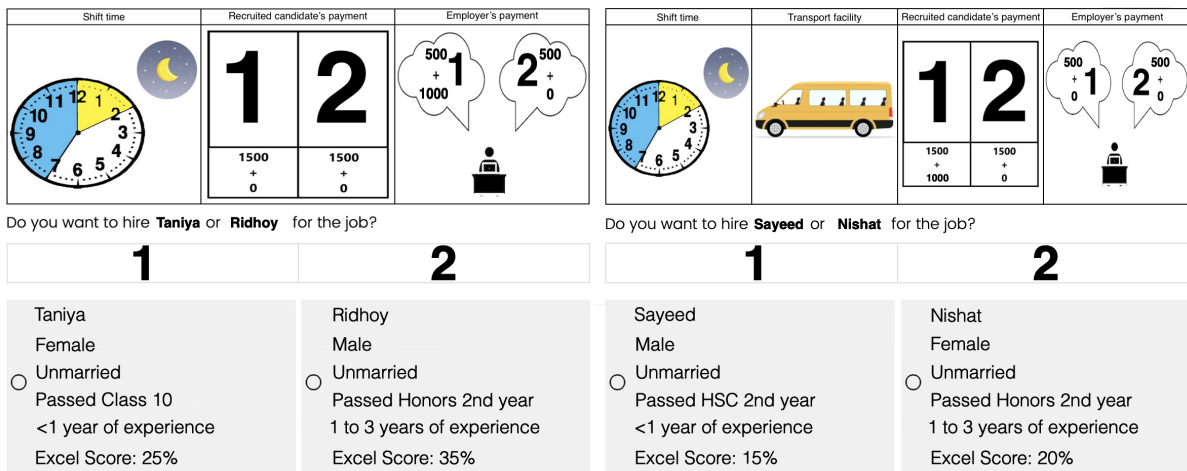 Shift time
Recruited candidate's payment
Employer's payment
12
1
2
3
4
5
6
7
8
9
10
11
1 2
1500
+
0
1500
+
0
500
+
1000
1
2
500
+
0
Do you want to hire Taniya or Ridhoy for the job?
1 2
Taniya
Female
Unmarried
Passed Class 10
<1 year of experience
Excel Score: 25%
Ridhoy
Male
Unmarried
Passed Honors 2nd year
1 to 3 years of experience
Excel Score: 35%
Shift time
Transport facility
Recruited candidate's payment
Employer's payment
12
1
2
3
4
5
6
7
8
9
10
11
1 2
1500
+
1000
1500
+
0
500
+
0
1
2
500
+
0
Do you want to hire Sayeed or Nishat for the job?
1 2
Sayeed
Male
Unmarried
Passed HSC 2nd year
<1 year of experience
Excel Score: 15%
Nishat
Female
Unmarried
Passed Honors 2nd year
1 to 3 years of experience
Excel Score: 20%